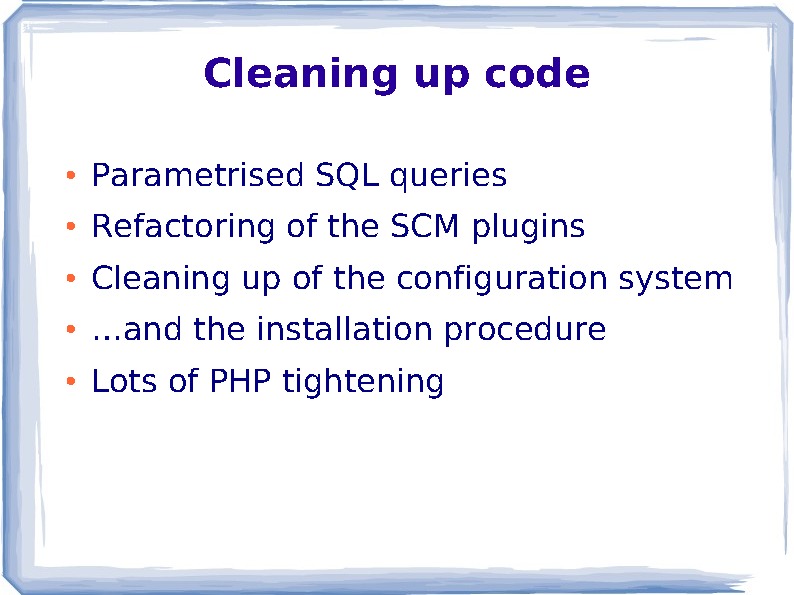 Cleaning up code
• Parametrised SQL queries
• Refactoring of the SCM plugins
• Cleaning up of the configuration system
• …and the installation procedure
• Lots of PHP tightening